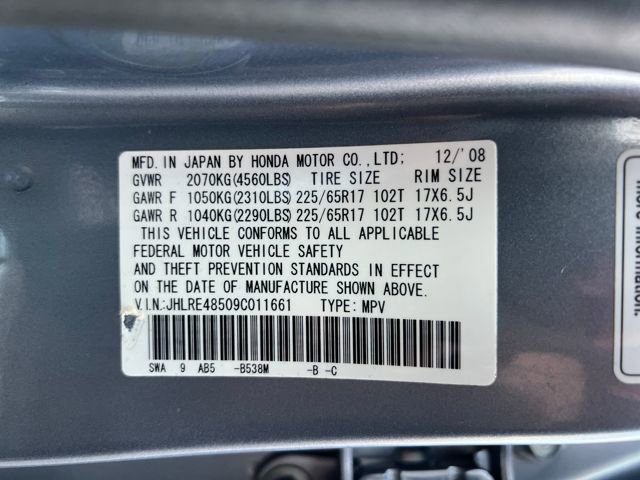 MFD. IN JAPAN BY HONDA MOTOR CO., LTD; 12/'08
GVWR 2070KG(4560LBS) TIRE SIZE RIM SIZE
GAWR F 1050KG(2310LBS) 225/65R17 102T 17X6.5J
GAWR R 1040KG(2290LBS) 225/65R17 102T 17X6.5J
THIS VEHICLE CONFORMS TO ALL APPLICABLE
FEDERAL MOTOR VEHICLE SAFETY
AND THEFT PREVENTION STANDARDS IN EFFECT
ON THE DATE OF MANUFACTURE SHOWN ABOVE.
V.I.N.:JHLRE48509C011661 TYPE: MPV
SWA 9 AB5 -B538M -B -C
more information.